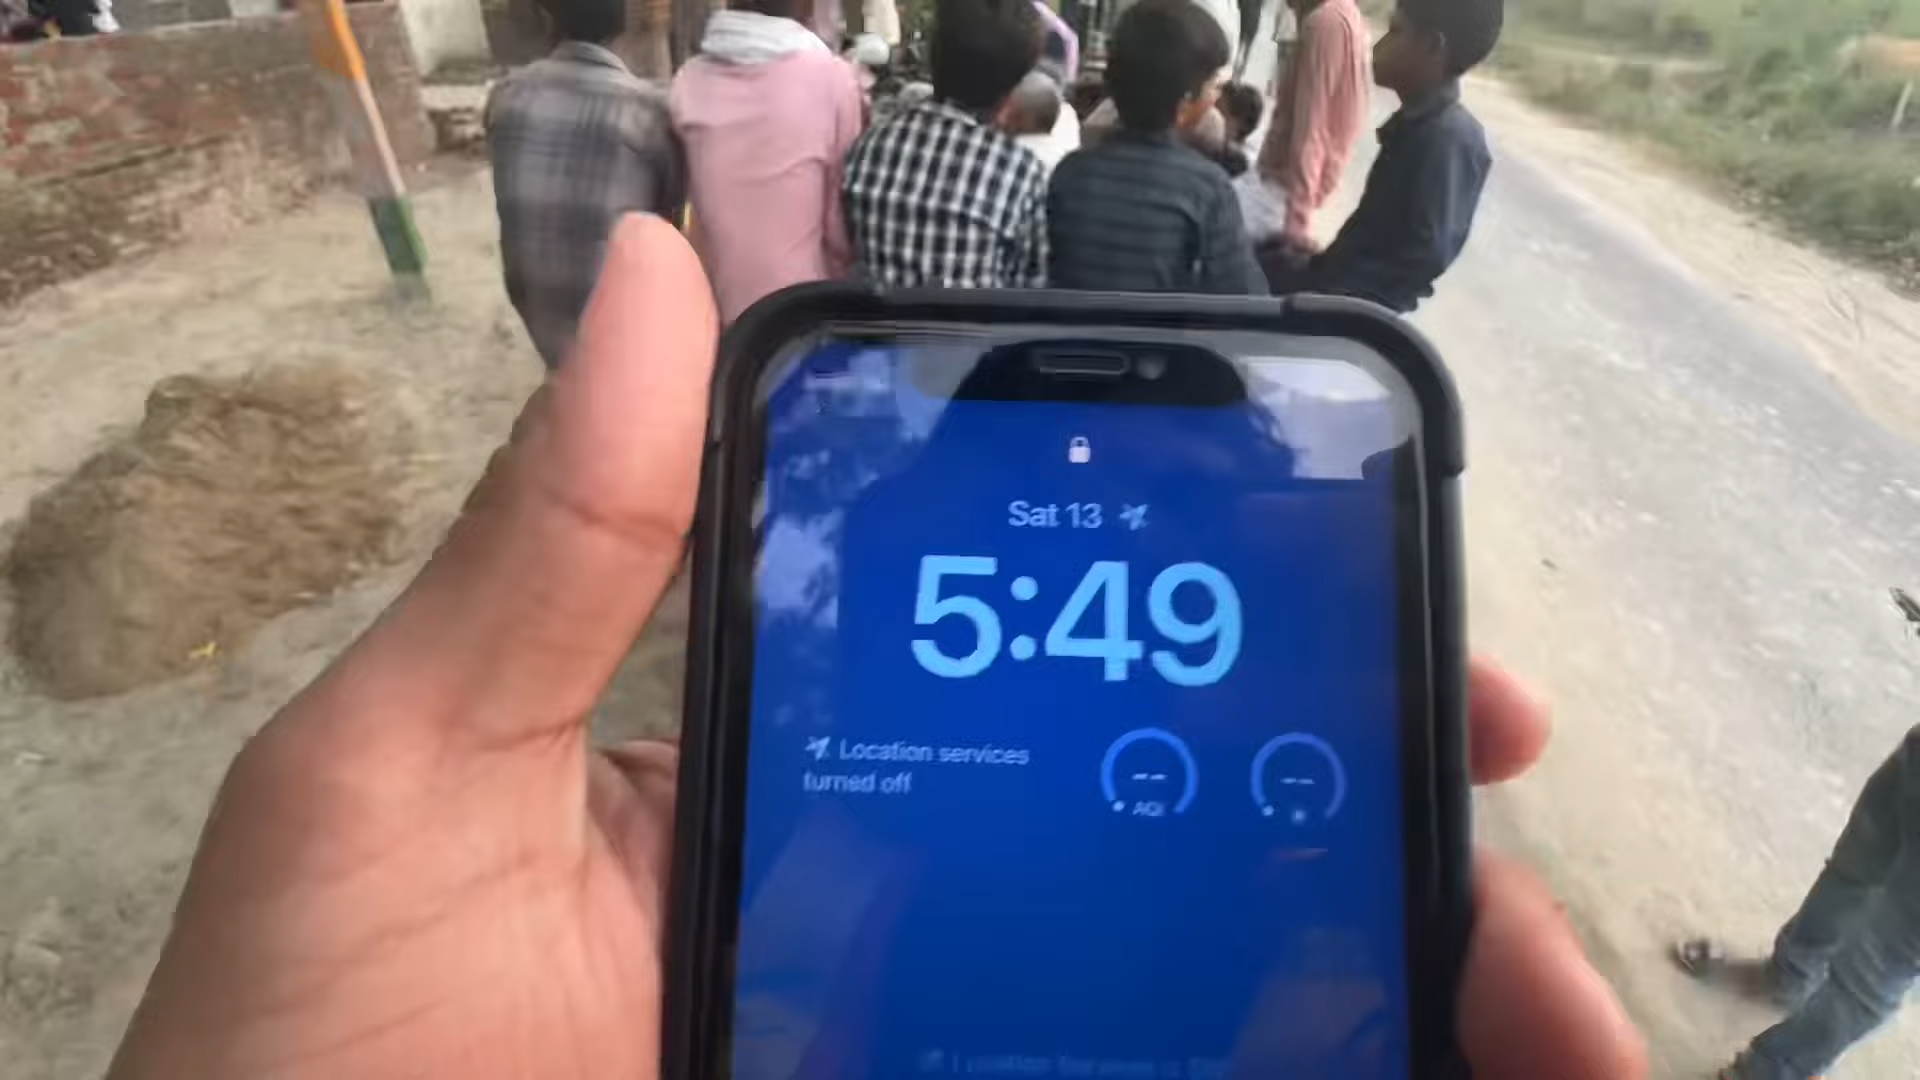 Sat 13
5:49
Location services
turned off
-- --
AQI